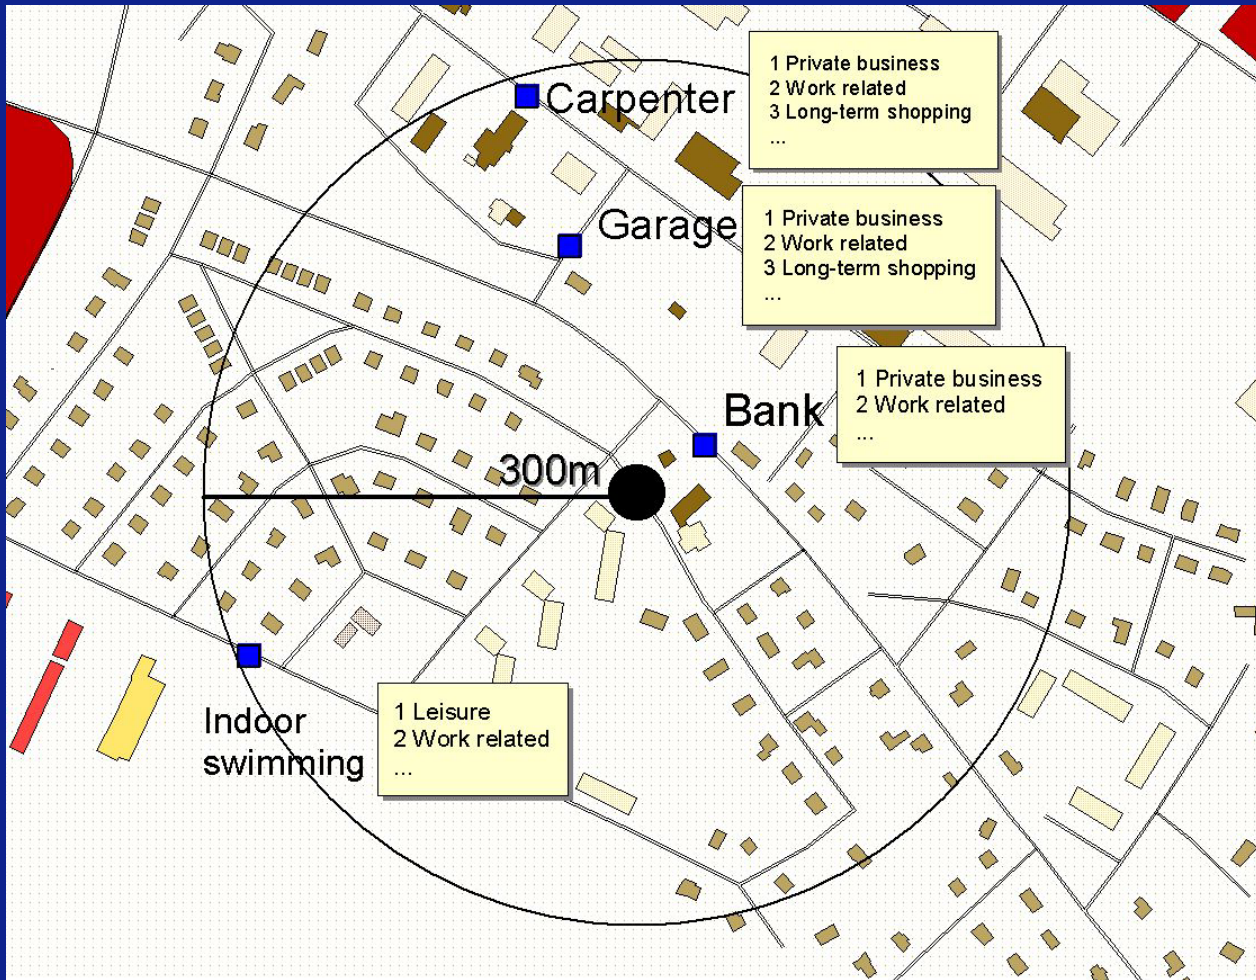 1 Private business
2 Work related
3 Long-term shopping
...
Carpenter
1 Private business
2 Work related
3 Long-term shopping
...
Garage
1 Private business
2 Work related
...
Bank
300m
1 Leisure
2 Work related
...
Indoor
swimming